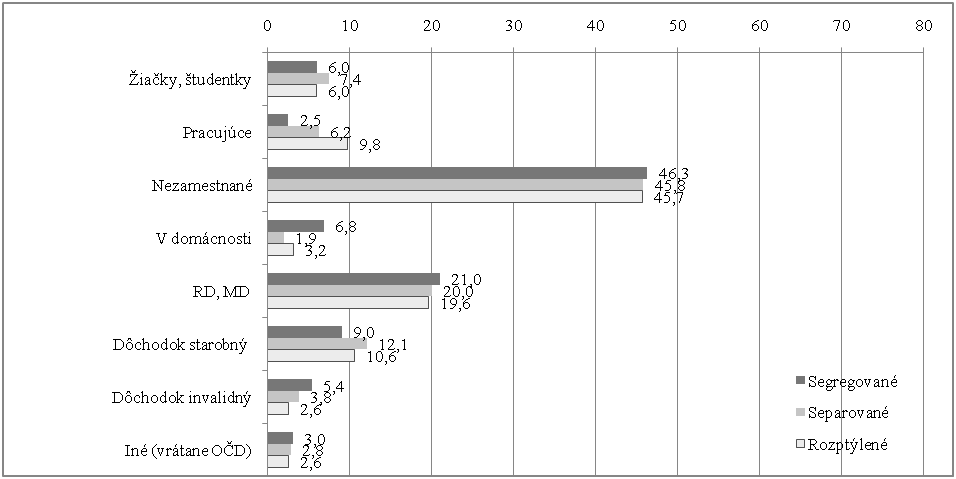 0 10 20 30 40 50 60 70 80
Žiačky, študentky
6,0
7,4
6,0
Pracujúce
2,5
6,2
9,8
Nezamestnané
46,3
45,8
45,7
V domácnosti
6,8
1,9
3,2
RD, MD
21,0
20,0
19,6
Dôchodok starobný
9,0
12,1
10,6
Dôchodok invalidný
5,4
3,8
2,6
Iné (vrátane OČD)
3,0
2,8
2,6
Segregované
Separované
Rozptýlené